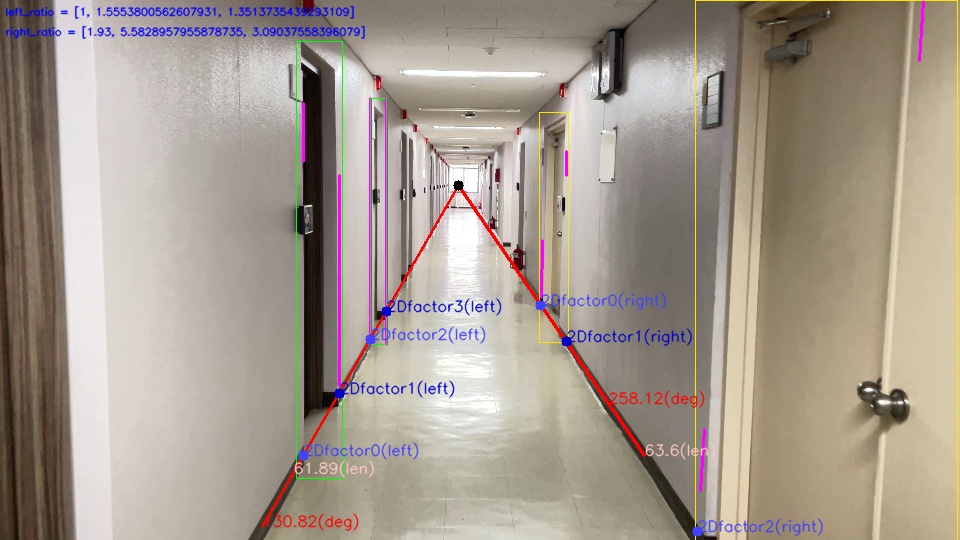 left_ratio = [1, 1.5553800562607931, 1.3513735439293109]
right_ratio = [1.93, 5.5828957955878735, 3.09037558396079]
2Dfactor0(right)
2Dfactor3(left)
2Dfactor2(left)
2Dfactor1(right)
2Dfactor1(left)
258.12(deg)
2Dfactor0(left)
63.6(len)
61.89(len)
30.82(deg)
2Dfactor2(right)